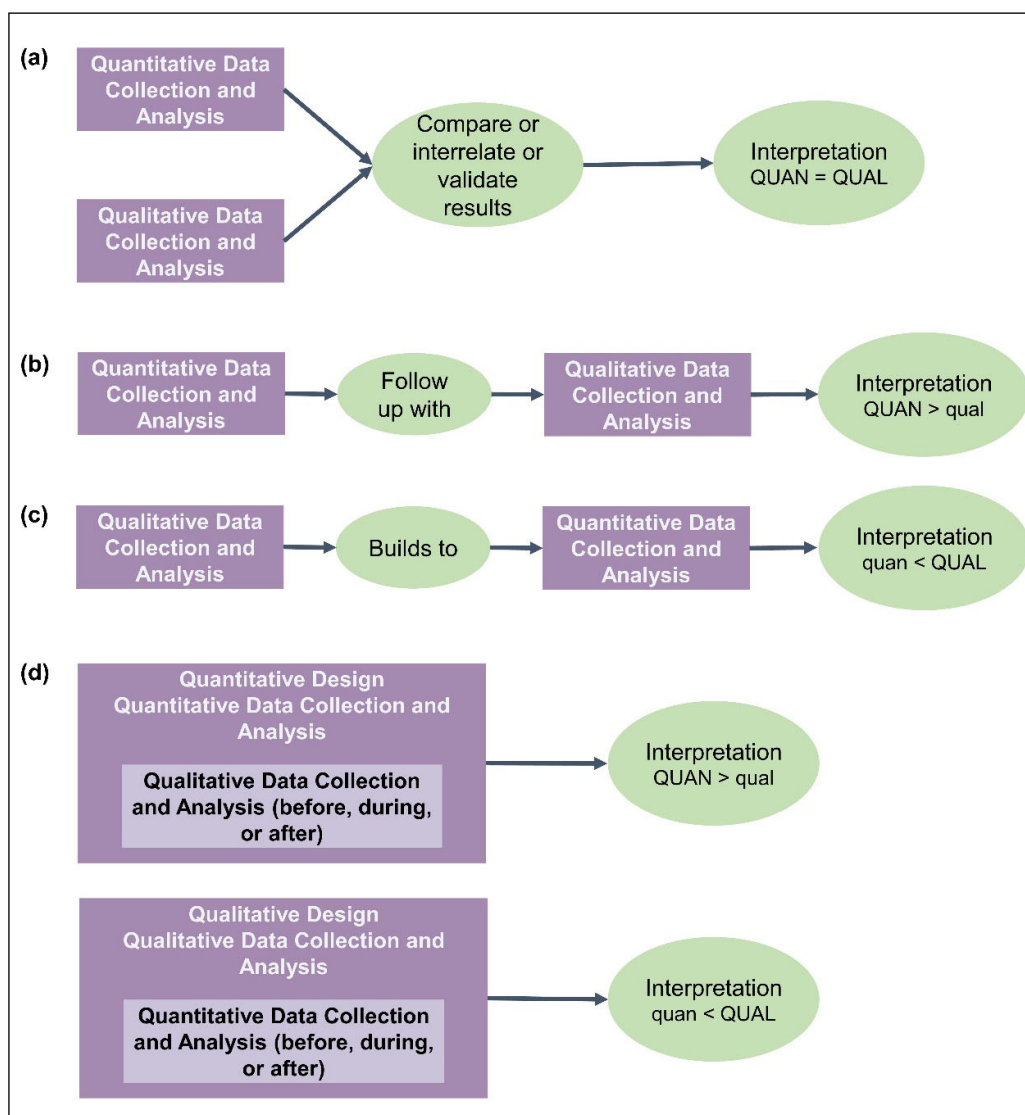 (a)
Quantitative Data
Collection and
Analysis
Qualitative Data
Collection and
Analysis
Compare or
interrelate or
validate
results
Interpretation
QUAN = QUAL
(b)
Quantitative Data
Collection and
Analysis
Follow
up with
Qualitative Data
Collection and
Analysis
Interpretation
QUAN > qual
(c)
Qualitative Data
Collection and
Analysis
Builds to
Quantitative Data
Collection and
Analysis
Interpretation
quan < QUAL
(d)
Quantitative Design
Quantitative Data Collection and
Analysis
Qualitative Data Collection
and Analysis (before, during,
or after)
Interpretation
QUAN > qual
Qualitative Design
Qualitative Data Collection and
Analysis
Quantitative Data Collection
and Analysis (before, during,
or after)
Interpretation
quan < QUAL